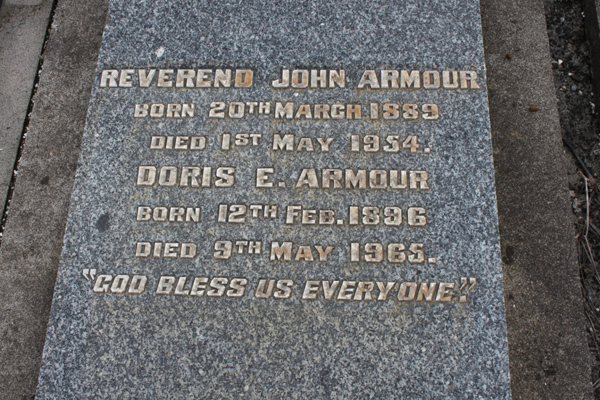 REVEREND JOHN ARMOUR
BORN 20TH MARCH 1889
DIED 1ST MAY 1954.
DORIS E. ARMOUR
BORN 12TH FEB. 1896
DIED 9TH MAY 1965.
"GOD BLESS US EVERYONE."